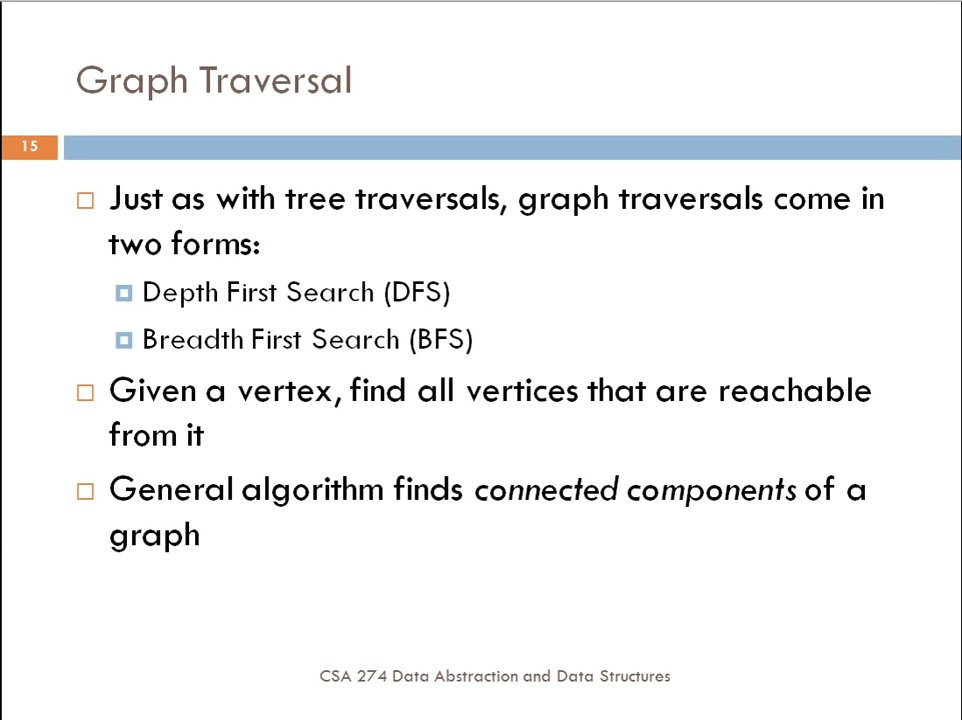 Graph Traversal
15
Just as with tree traversals, graph traversals come in
two forms:
Depth First Search (DFS)
Breadth First Search (BFS)
Given a vertex, find all vertices that are reachable
from it
General algorithm finds connected components of a
graph
CSA 274 Data Abstraction and Data Structures